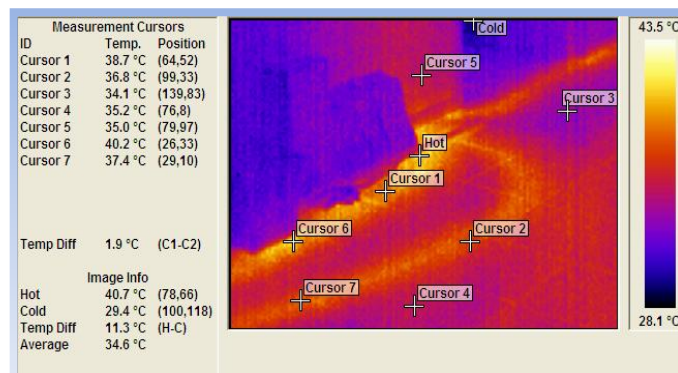 Measurement Cursors
ID Temp. Position
Cursor 1 38.7 °C (64,52)
Cursor 2 36.8 °C (99,33)
Cursor 3 34.1 °C (139,83)
Cursor 4 35.2 °C (76,8)
Cursor 5 35.0 °C (79,97)
Cursor 6 40.2 °C (26,33)
Cursor 7 37.4 °C (29,10)
Temp Diff 1.9 °C (C1-C2)
Image Info
Hot 40.7 °C (78,66)
Cold 29.4 °C (100,118)
Temp Diff 11.3 °C (H-C)
Average 34.6 °C
Cold
Cursor 5
Cursor 3
Hot
Cursor 1
Cursor 6
Cursor 2
Cursor 7
Cursor 4
43.5 °C
28.1 °C